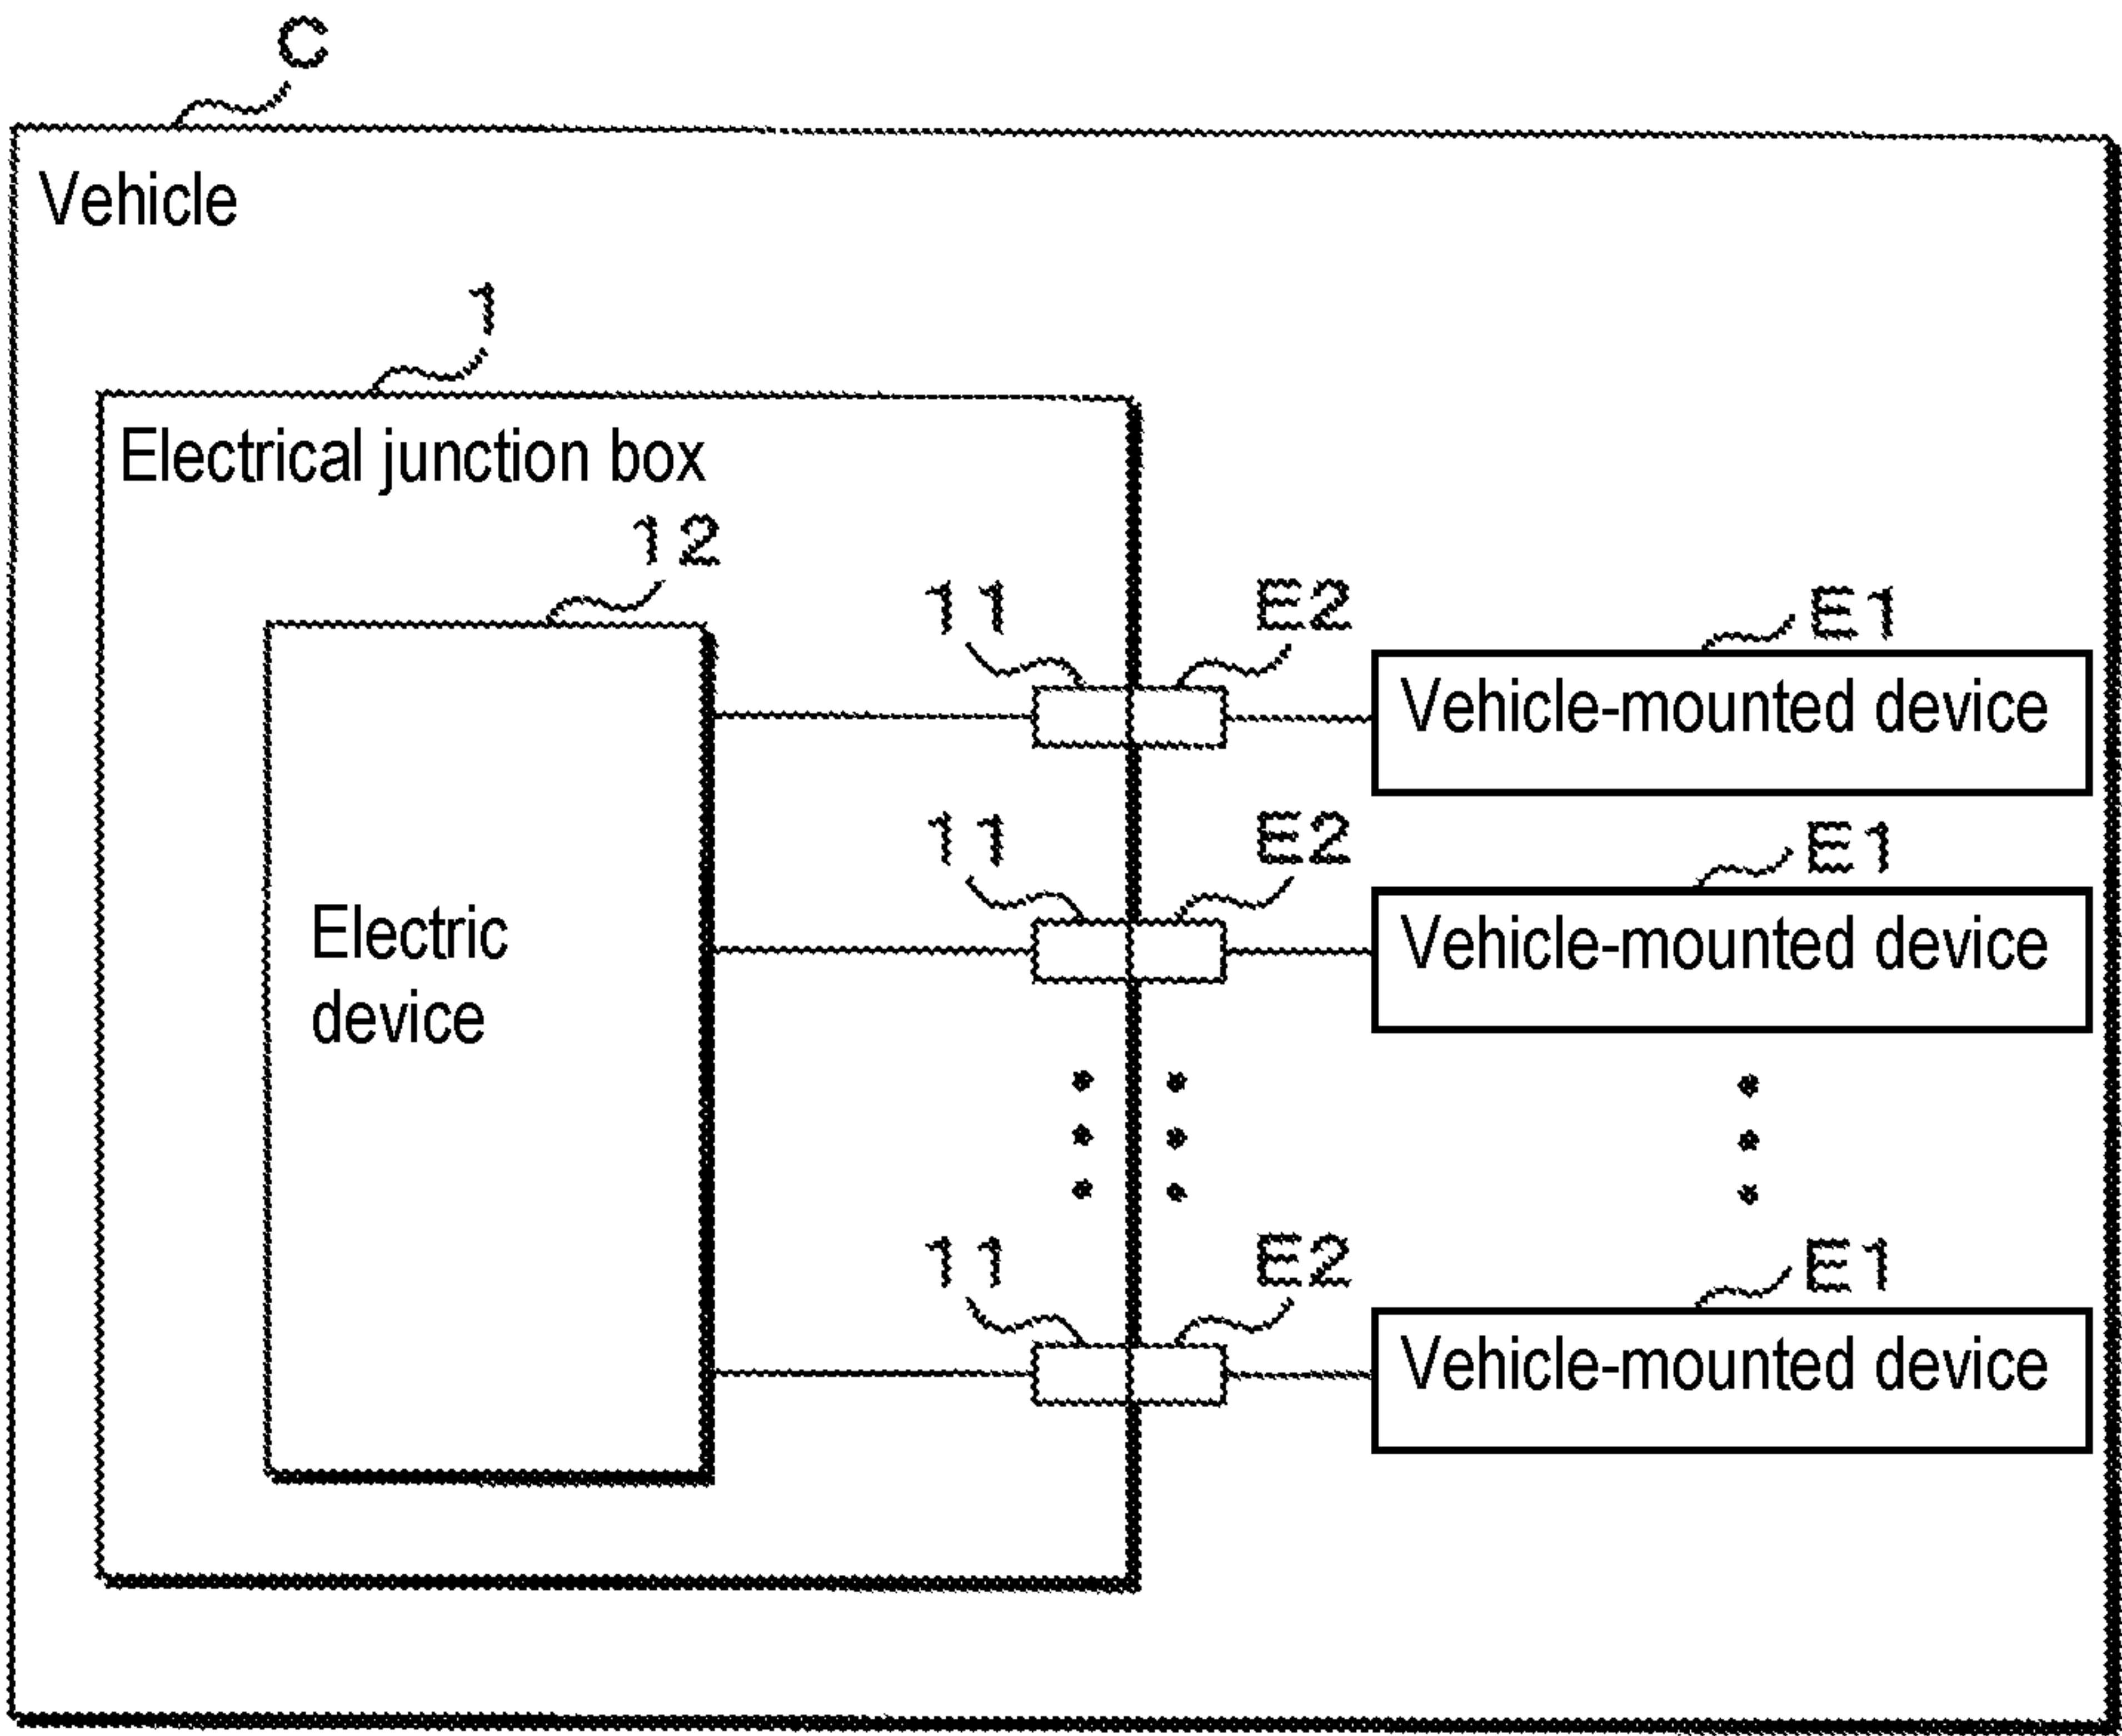 C
Vehicle
1
Electrical junction box
12
11
E2
E1
Vehicle-mounted device
11
E2
E1
Vehicle-mounted device
Electric
device
11
E2
E1
Vehicle-mounted device